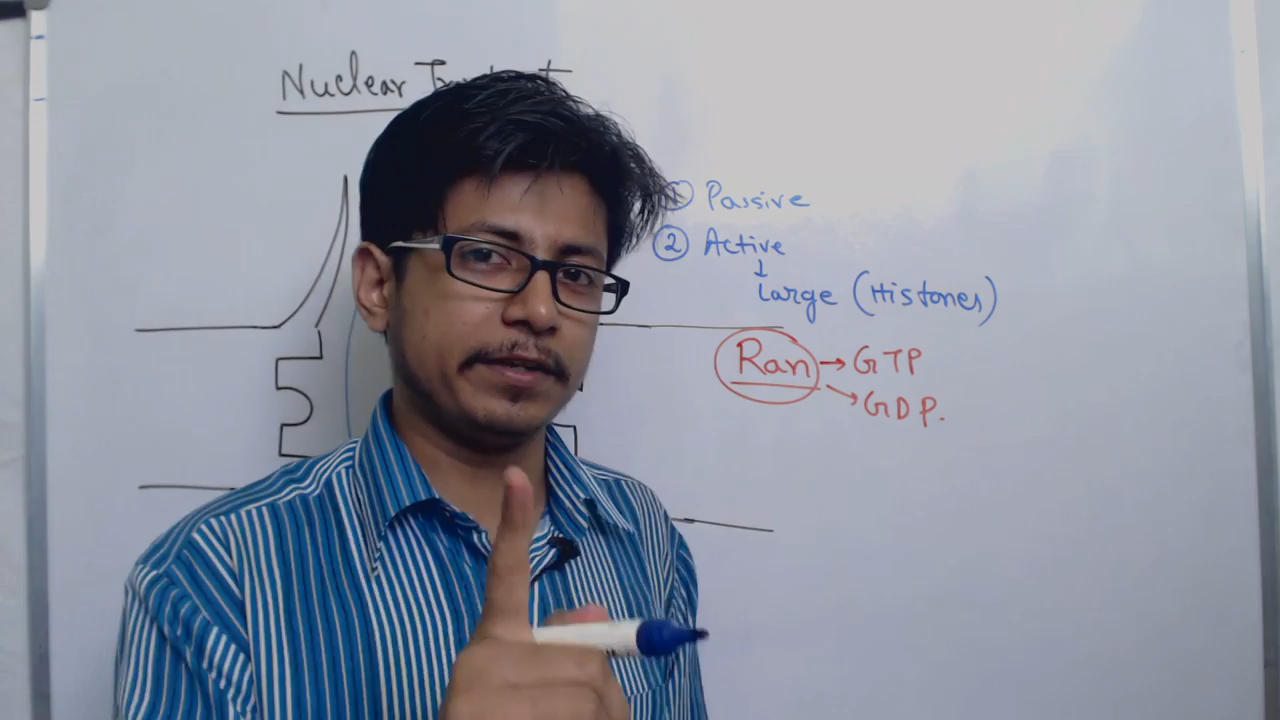 Nuclear
① Passive
② Active
↓
Large (Histones)
Ran → GTP
→ GDP.